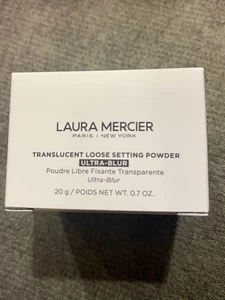 LAURA MERCIER
PARIS | NEW YORK
TRANSLUCENT LOOSE SETTING POWDER
ULTRA-BLUR
Poudre Libre Fixante Transparente
Ultra-Blur
20 g / POIDS NET WT. 0.7 OZ.